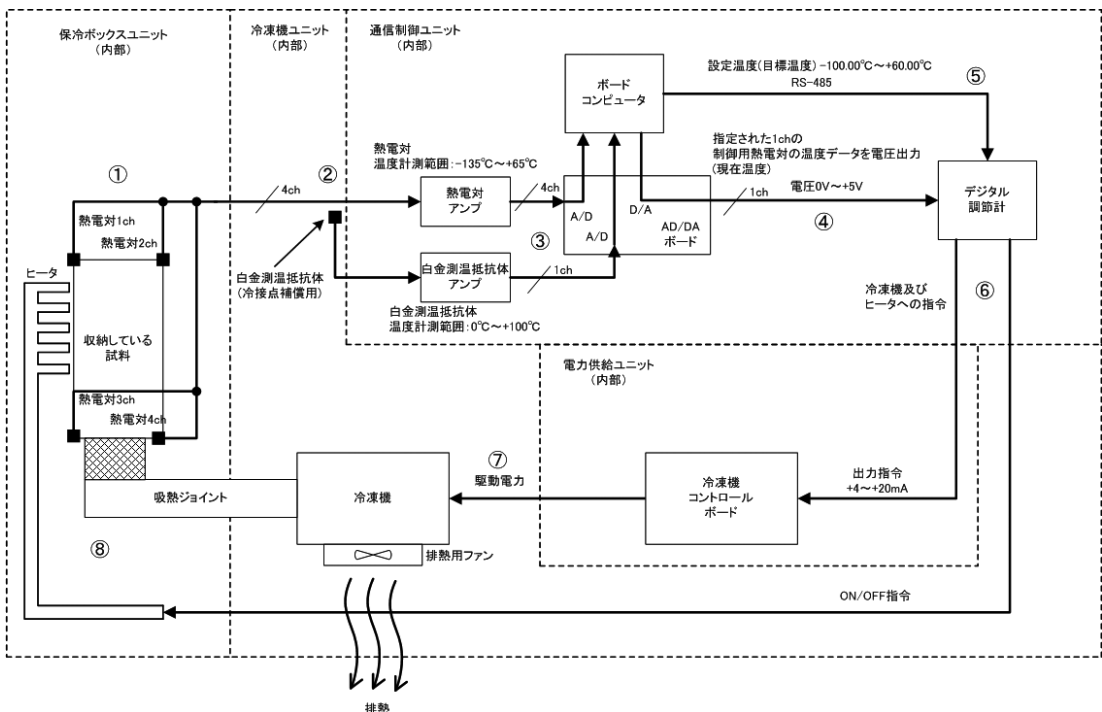 保冷ボックスユニット
(内部)
冷凍機ユニット
(内部)
通信制御ユニット
(内部)
ボード
コンピュータ
設定温度(目標温度) -100.00℃～+60.00℃
RS-485
⑤
熱電対
温度計測範囲:-135℃～+65℃
指定された1chの
制御用熱電対の温度データを電圧出力
(現在温度)
①
②
4ch
熱電対
アンプ
4ch
A/D
D/A
A/D
AD/DA
ボード
1ch
電圧0V～+5V
④
デジタル
調節計
熱電対1ch
熱電対2ch
白金測温抵抗体
(冷接点補償用)
③
白金測温抵抗体
アンプ
1ch
白金測温抵抗体
温度計測範囲:0℃～+100℃
ヒータ
収納している
試料
冷凍機及び
ヒータへの指令
⑥
電力供給ユニット
(内部)
熱電対3ch
熱電対4ch
吸熱ジョイント
冷凍機
⑦
駆動電力
冷凍機
コントロール
ボード
出力指令
+4～+20mA
⑧
排熱用ファン
ON/OFF指令
排熱